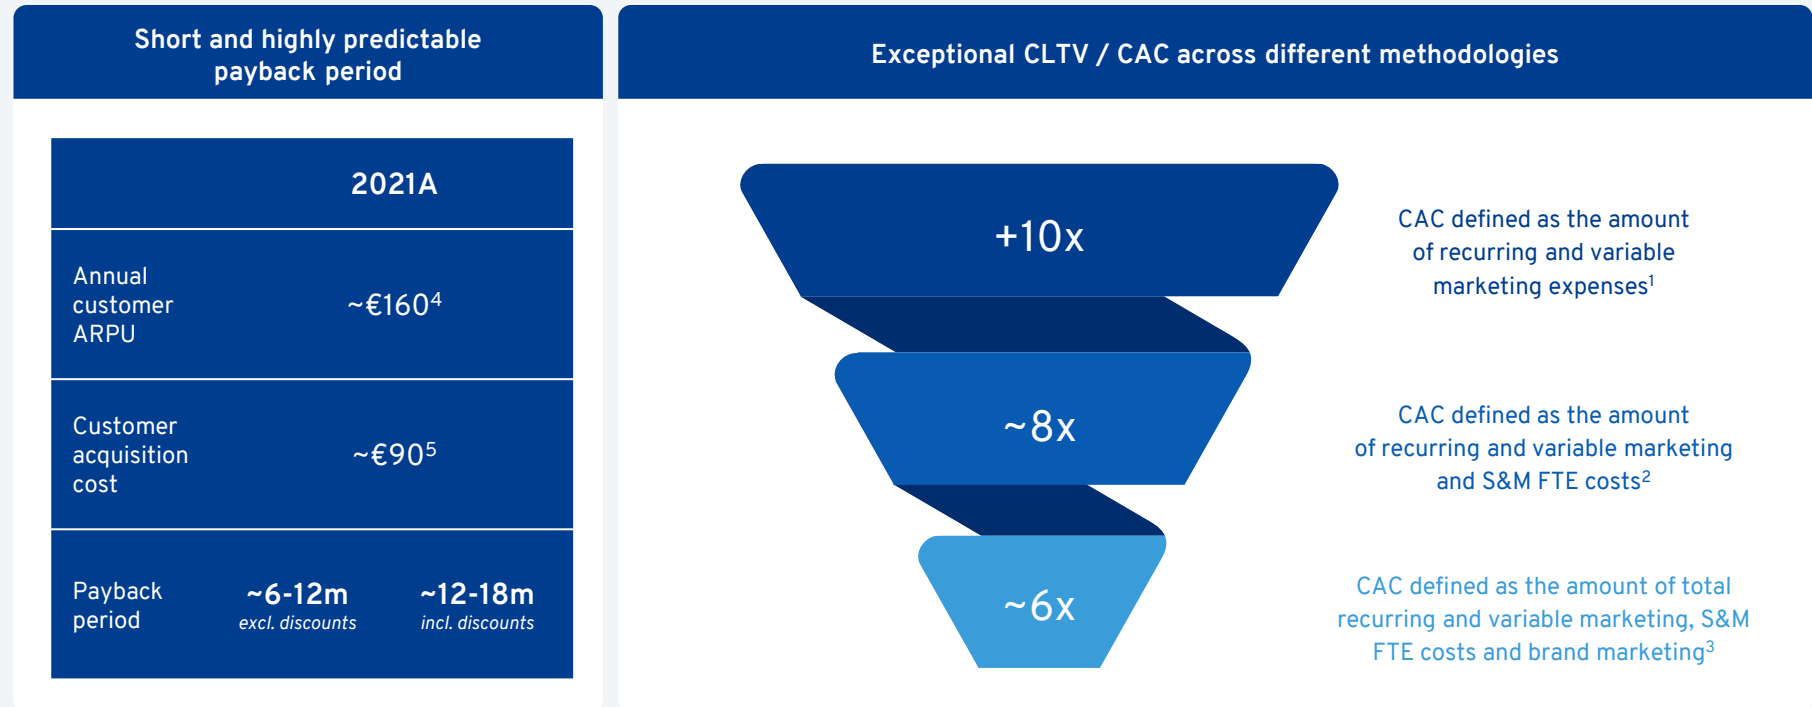 Short and highly predictable
payback period
2021A
Annual
customer
ARPU
~€160⁴
Customer
acquisition
cost
~€90⁵
Payback
period
~6-12m
excl. discounts
~12-18m
incl. discounts
Exceptional CLTV / CAC across different methodologies
+10x
CAC defined as the amount
of recurring and variable
marketing expenses¹
~8x
CAC defined as the amount
of recurring and variable marketing
and S&M FTE costs²
~6x
CAC defined as the amount of total
recurring and variable marketing, S&M
FTE costs and brand marketing³